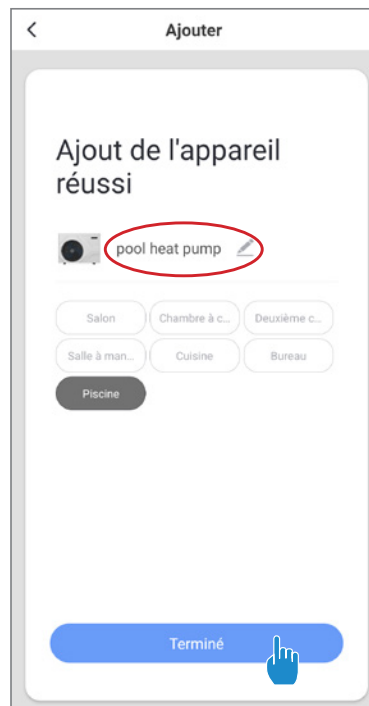 Ajouter
Ajout de l'appareil
réussi
pool heat pump
Salon Chambre à c... Deuxième c...
Salle à man... Cuisine Bureau
Piscine
Terminé